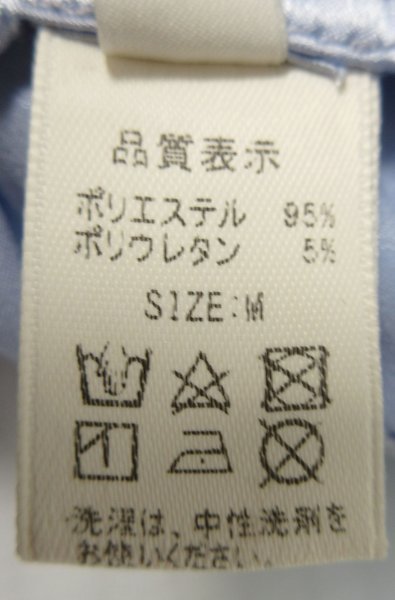 品質表示
ポリエステル 95%
ポリウレタン 5%
SIZE:M
洗濯は、中性洗剤を
お使いください。